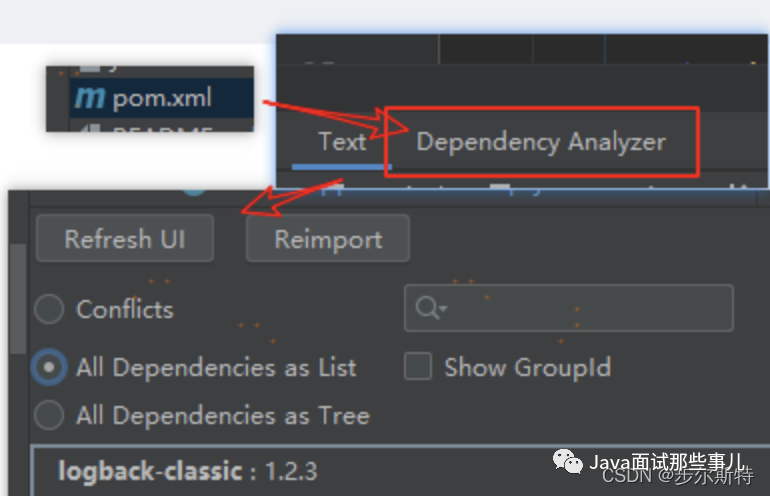 pom.xml
Text
Dependency Analyzer
Refresh UI
Reimport
Conflicts
All Dependencies as List
Show GroupId
All Dependencies as Tree
logback-classic : 1.2.3
Java面试那些事儿
CSDN @步尔斯特